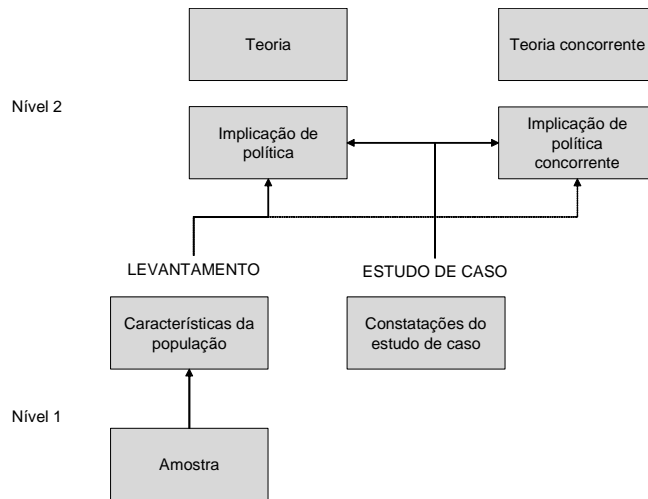 Teoria
Teoria concorrente
Nível 2
Implicação de
política
Implicação de
política
concorrente
LEVANTAMENTO
ESTUDO DE CASO
Características da
população
Constatações do
estudo de caso
Nível 1
Amostra